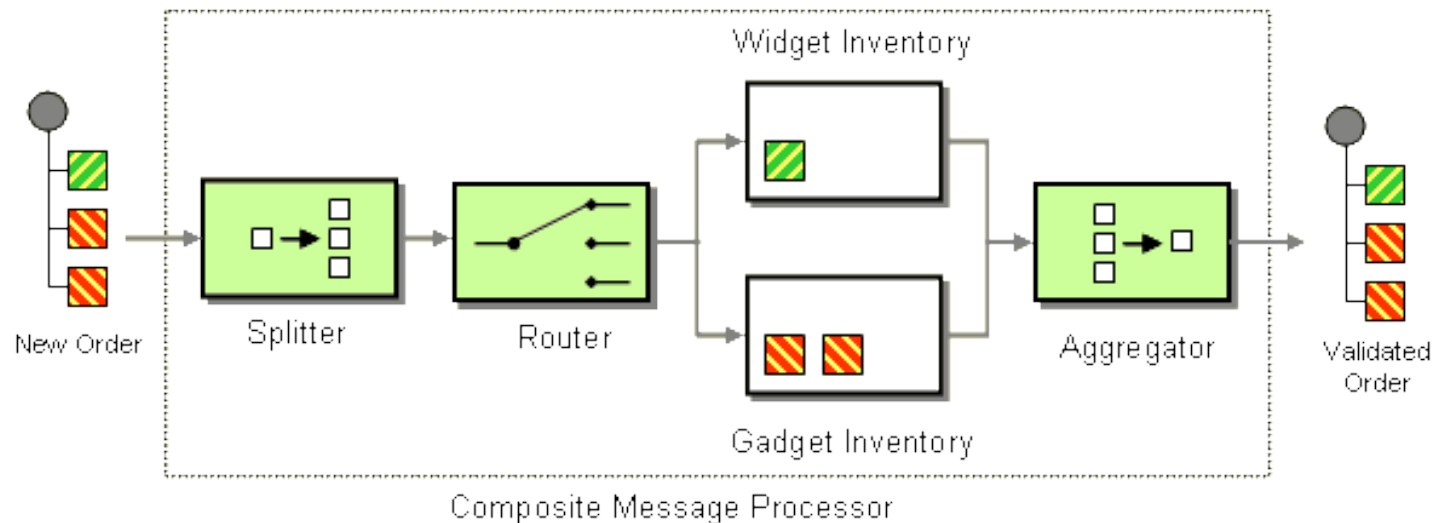 Widget Inventory
New Order
Splitter
Router
Aggregator
Validated
Order
Gadget Inventory
Composite Message Processor